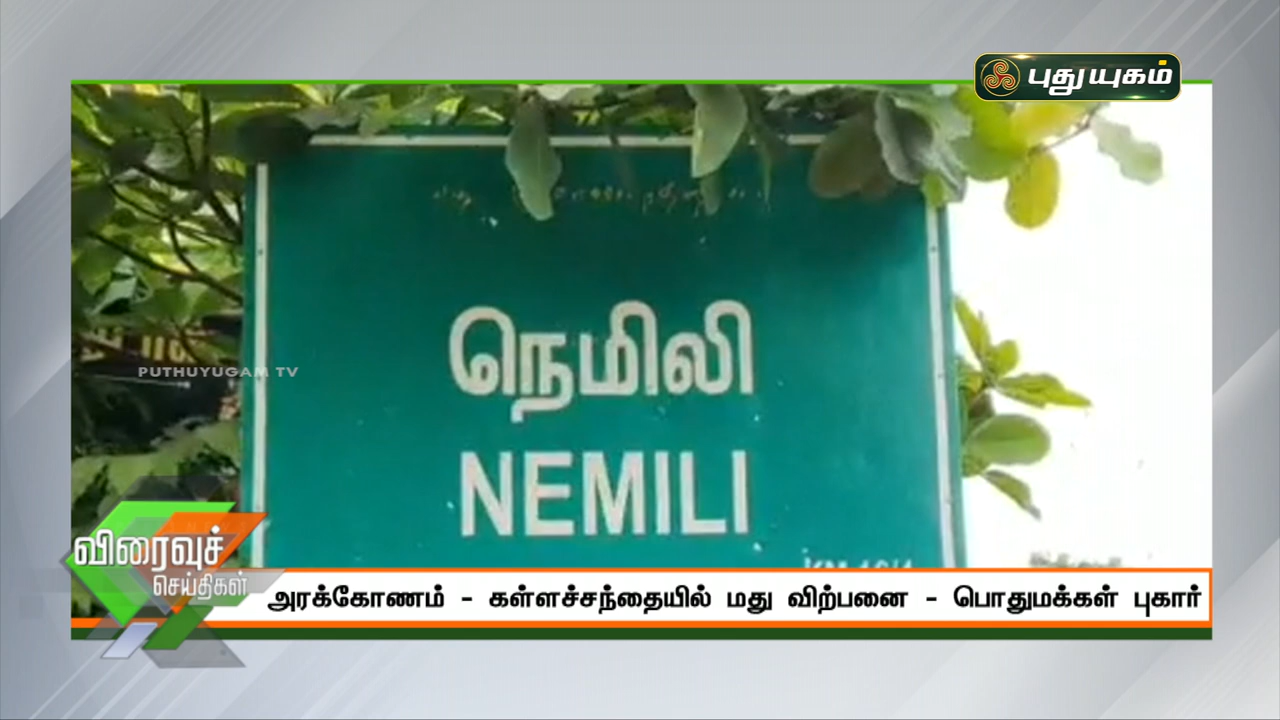 புதுயுகம்
நெமிலி
PUTHUYUGAM TV
NEMILI
விரைவுச்
செய்திகள்
அரக்கோணம் - கள்ளச்சந்தையில் மது விற்பனை - பொதுமக்கள் புகார்